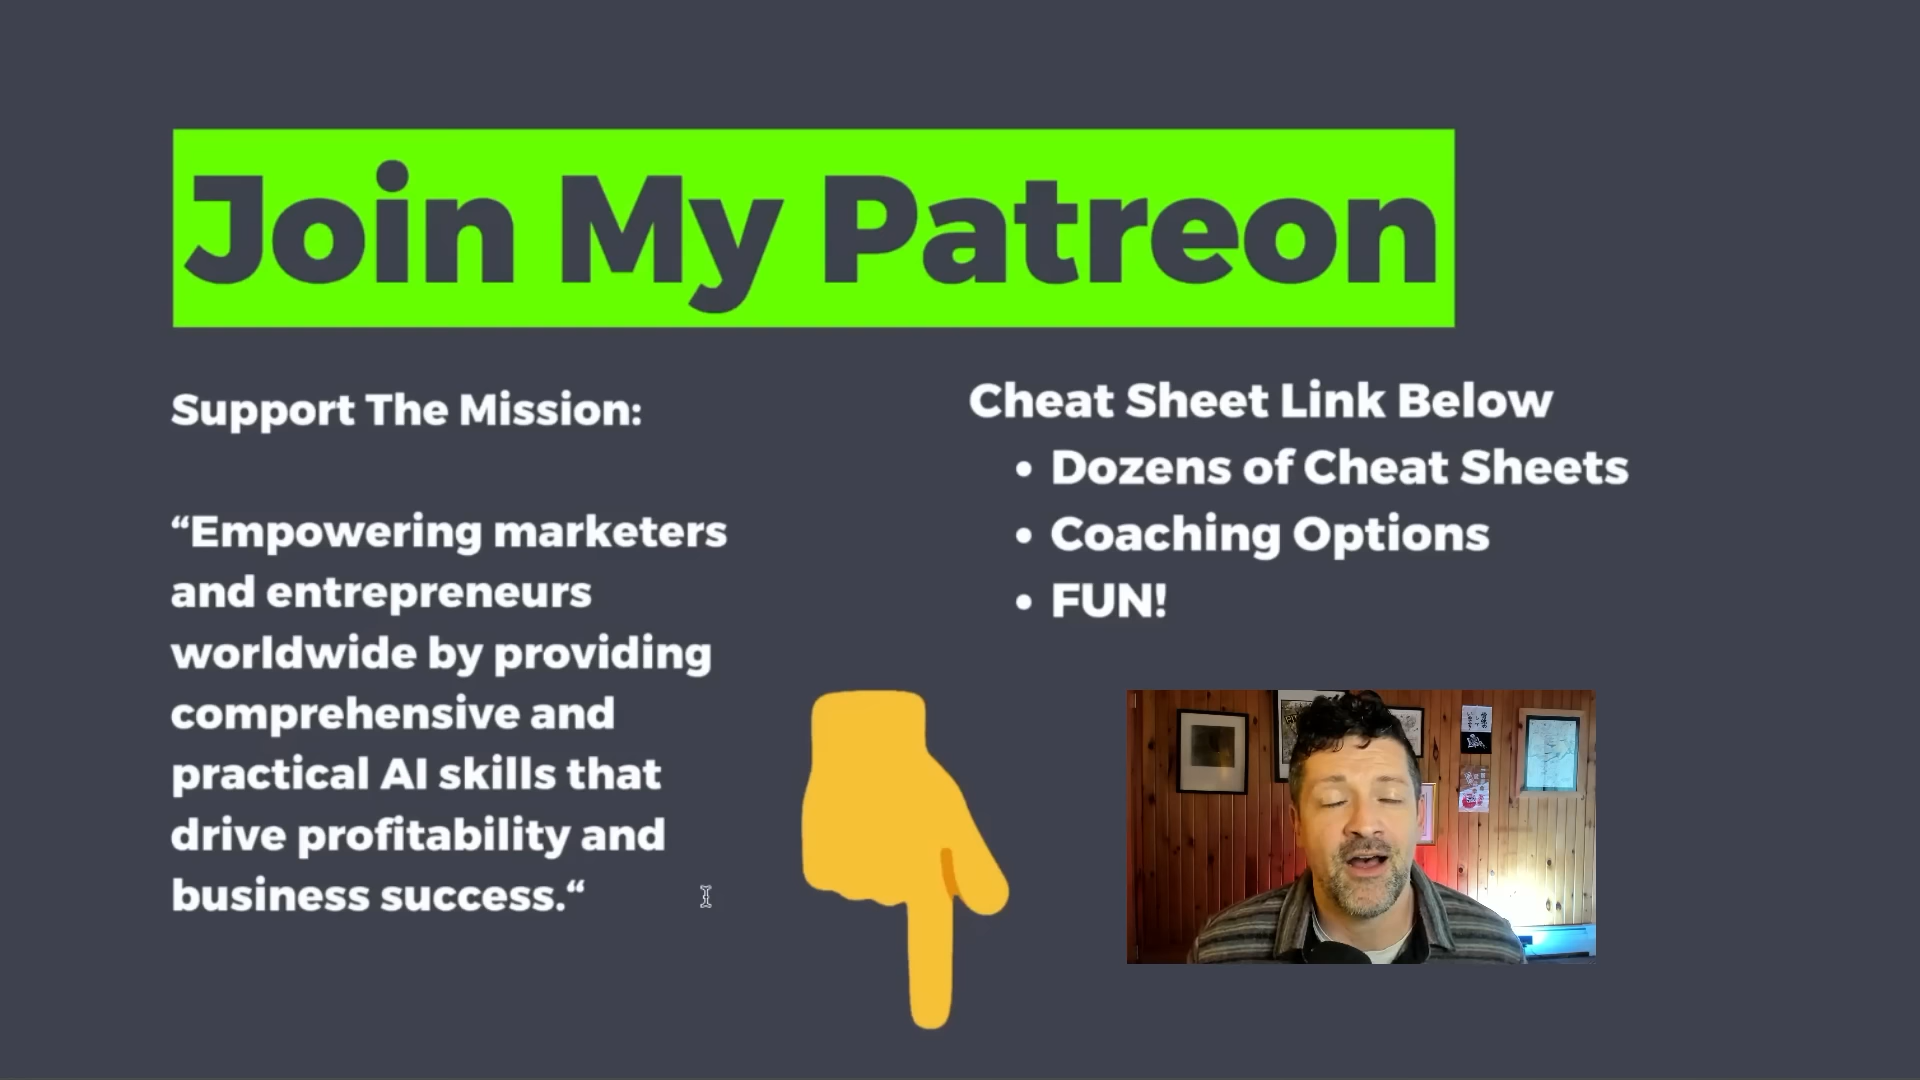 Join My Patreon
Support The Mission:
“Empowering marketers
and entrepreneurs
worldwide by providing
comprehensive and
practical AI skills that
drive profitability and
business success.“
Cheat Sheet Link Below
• Dozens of Cheat Sheets
• Coaching Options
• FUN!